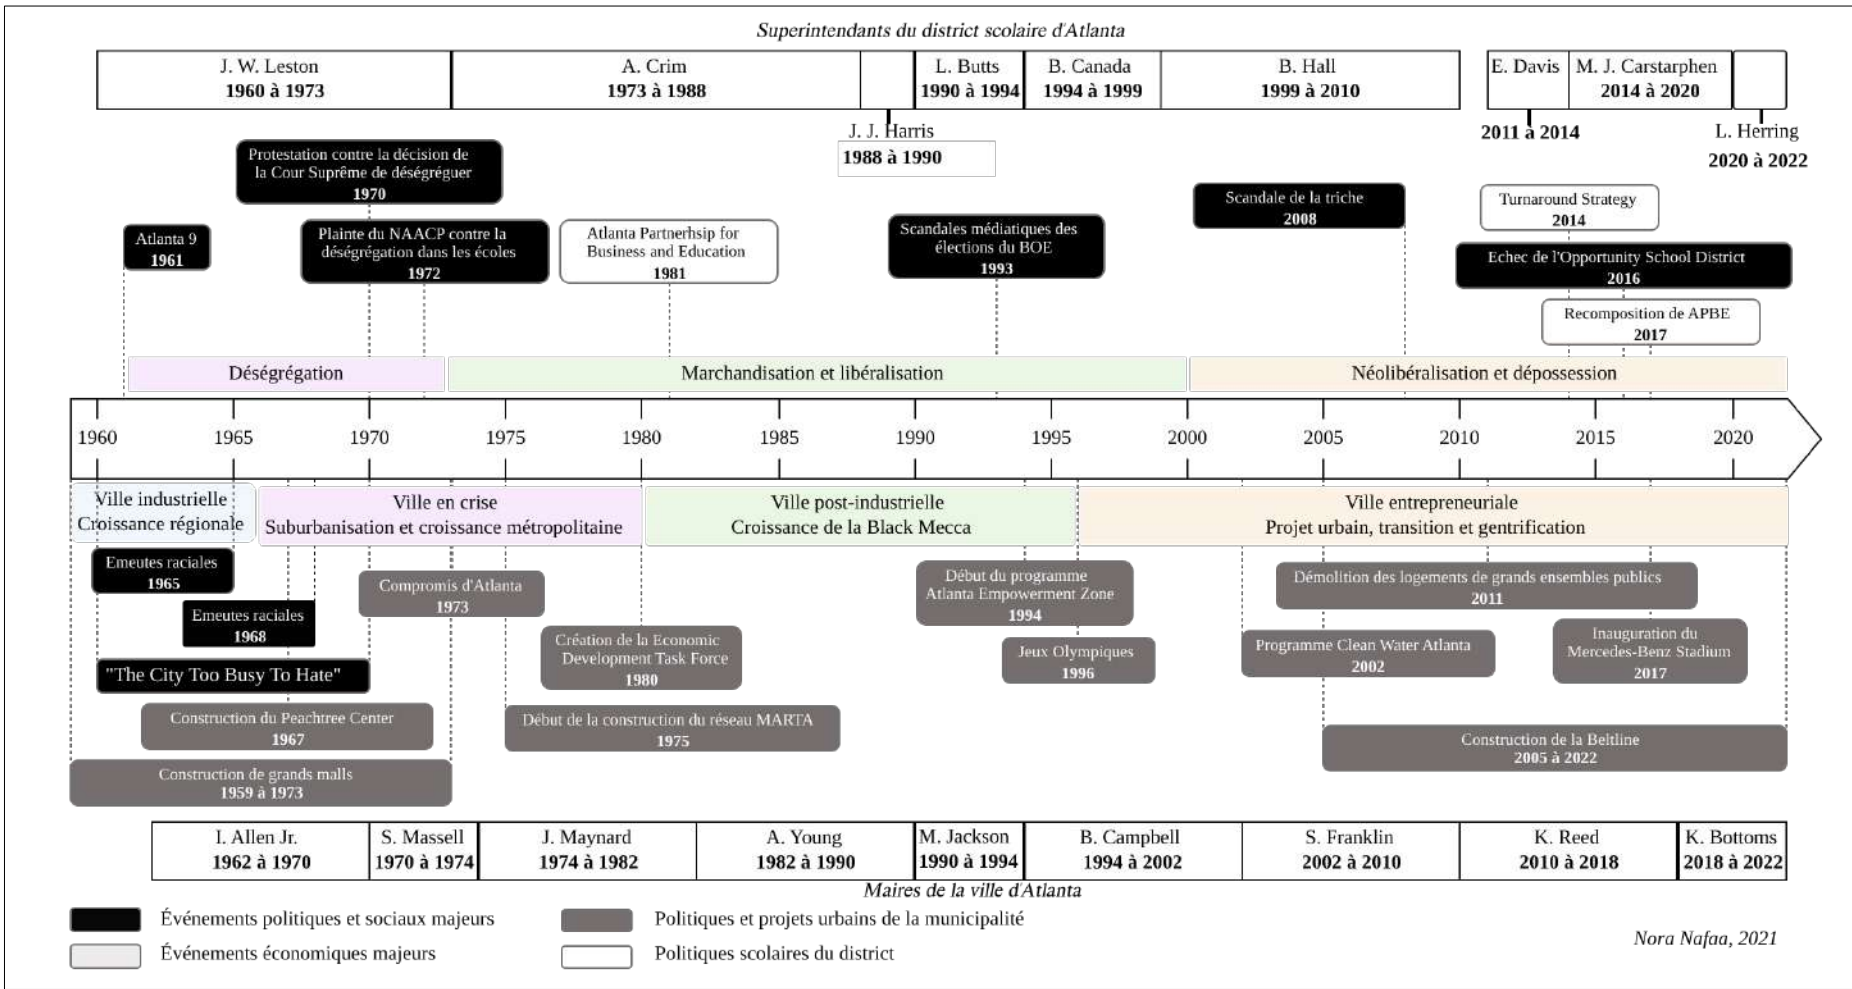 Superintendants du district scolaire d'Atlanta
J. W. Leston
1960 à 1973
A. Crim
1973 à 1988
J. J. Harris
1988 à 1990
L. Butts
1990 à 1994
B. Canada
1994 à 1999
B. Hall
1999 à 2010
E. Davis
2011 à 2014
M. J. Carstarphen
2014 à 2020
L. Herring
2020 à 2022
Protestation contre la décision de
la Cour Suprême de déségréguer
1970
Atlanta 9
1961
Plainte du NAACP contre la
déségrégation dans les écoles
1972
Atlanta Partnerhsip for
Business and Education
1981
Scandales médiatiques des
élections du BOE
1993
Scandale de la triche
2008
Turnaround Strategy
2014
Echec de l'Opportunity School District
2016
Recomposition de APBE
2017
Déségrégation
Marchandisation et libéralisation
Néolibéralisation et dépossession
1960 1965 1970 1975 1980 1985 1990 1995 2000 2005 2010 2015 2020
Ville industrielle
Croissance régionale
Ville en crise
Suburbanisation et croissance métropolitaine
Ville post-industrielle
Croissance de la Black Mecca
Ville entrepreneuriale
Projet urbain, transition et gentrification
Emeutes raciales
1965
Emeutes raciales
1968
"The City Too Busy To Hate"
Construction du Peachtree Center
1967
Construction de grands malls
1959 à 1973
Compromis d'Atlanta
1973
Création de la Economic
Development Task Force
1980
Début de la construction du réseau MARTA
1975
Début du programme
Atlanta Empowerment Zone
1994
Jeux Olympiques
1996
Démolition des logements de grands ensembles publics
2011
Programme Clean Water Atlanta
2002
Inauguration du
Mercedes-Benz Stadium
2017
Construction de la Beltline
2005 à 2022
I. Allen Jr.
1962 à 1970
S. Massell
1970 à 1974
J. Maynard
1974 à 1982
A. Young
1982 à 1990
M. Jackson
1990 à 1994
B. Campbell
1994 à 2002
S. Franklin
2002 à 2010
K. Reed
2010 à 2018
K. Bottoms
2018 à 2022
Maires de la ville d'Atlanta
Événements politiques et sociaux majeurs
Événements économiques majeurs
Politiques et projets urbains de la municipalité
Politiques scolaires du district
Nora Nafaa, 2021